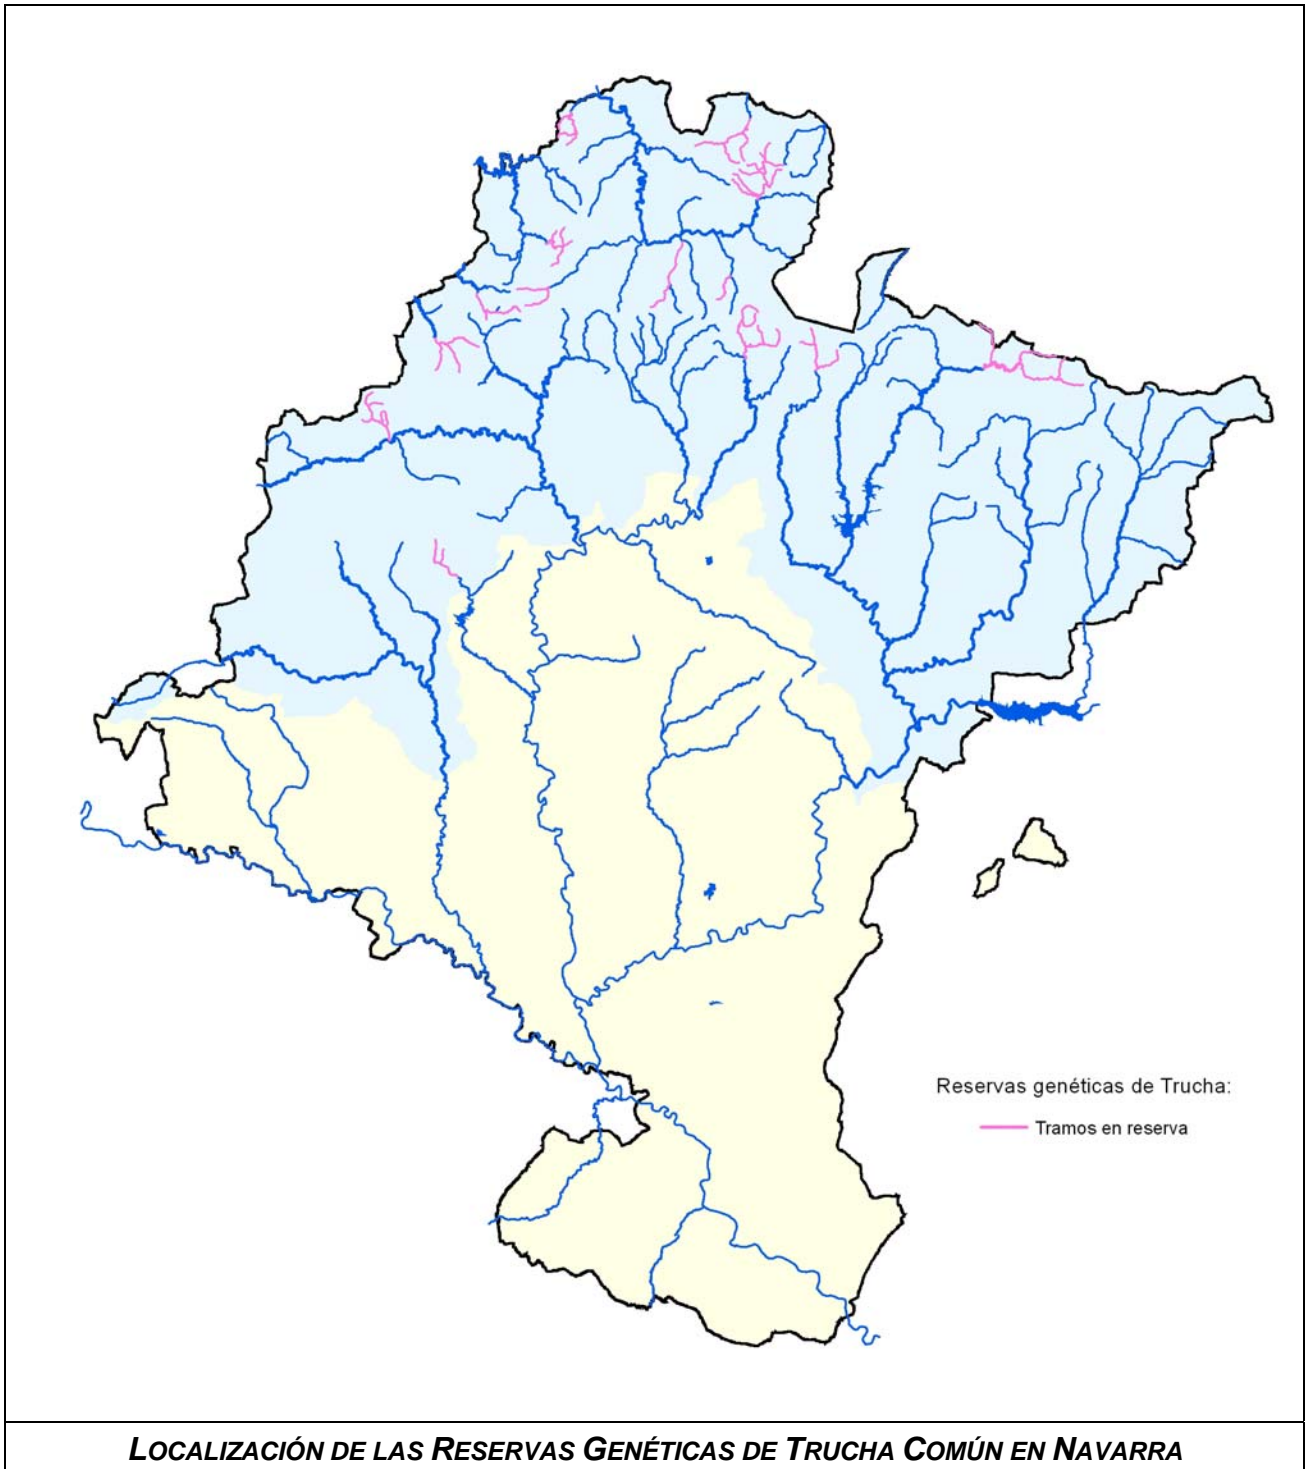 Reservas genéticas de Trucha:
Tramos en reserva
LOCALIZACIÓN DE LAS RESERVAS GENÉTICAS DE TRUCHA COMÚN EN NAVARRA